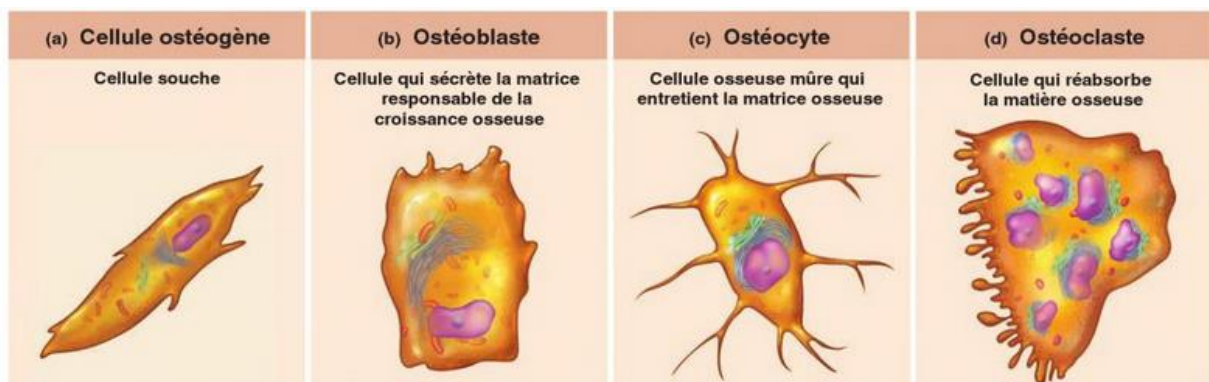 (a) Cellule ostéogène
Cellule souche
(b) Ostéoblaste
Cellule qui sécrète la matrice
responsable de la
croissance osseuse
(c) Ostéocyte
Cellule osseuse mûre qui
entretient la matrice osseuse
(d) Ostéoclaste
Cellule qui réabsorbe
la matière osseuse